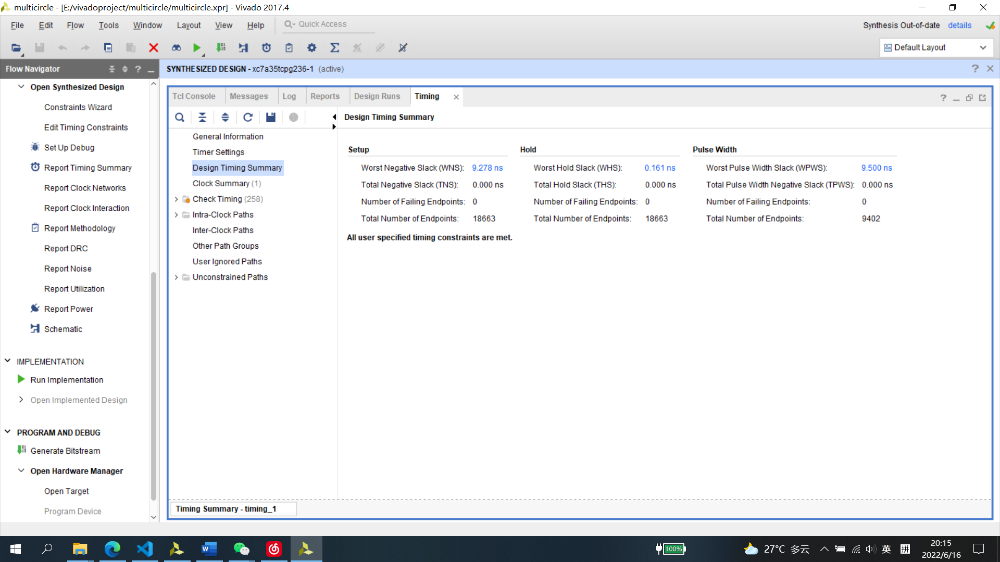 multicircle - [E:/vivadoproject/multicircle/multicircle.xpr] - Vivado 2017.4
File Edit Flow Tools Window Layout View Help Quick Access
Synthesis Out-of-date details
Default Layout
Flow Navigator
SYNTHESIZED DESIGN - xc7a35tcpg236-1 (active)
Open Synthesized Design
Constraints Wizard
Edit Timing Constraints
Set Up Debug
Report Timing Summary
Report Clock Networks
Report Clock Interaction
Report Methodology
Report DRC
Report Noise
Report Utilization
Report Power
Schematic
IMPLEMENTATION
Run Implementation
Open Implemented Design
PROGRAM AND DEBUG
Generate Bitstream
Open Hardware Manager
Open Target
Program Device
Tcl Console Messages Log Reports Design Runs Timing
Design Timing Summary
General Information
Timer Settings
Design Timing Summary
Clock Summary (1)
Check Timing (258)
Intra-Clock Paths
Inter-Clock Paths
Other Path Groups
User Ignored Paths
Unconstrained Paths
Setup
Worst Negative Slack (WNS): 9.278 ns
Total Negative Slack (TNS): 0.000 ns
Number of Failing Endpoints: 0
Total Number of Endpoints: 18663
Hold
Worst Hold Slack (WHS): 0.161 ns
Total Hold Slack (THS): 0.000 ns
Number of Failing Endpoints: 0
Total Number of Endpoints: 18663
Pulse Width
Worst Pulse Width Slack (WPWS): 9.500 ns
Total Pulse Width Negative Slack (TPWS): 0.000 ns
Number of Failing Endpoints: 0
Total Number of Endpoints: 9402
All user specified timing constraints are met.
Timing Summary - timing_1
100%
27°C 多云
英
拼
20:15
2022/6/16